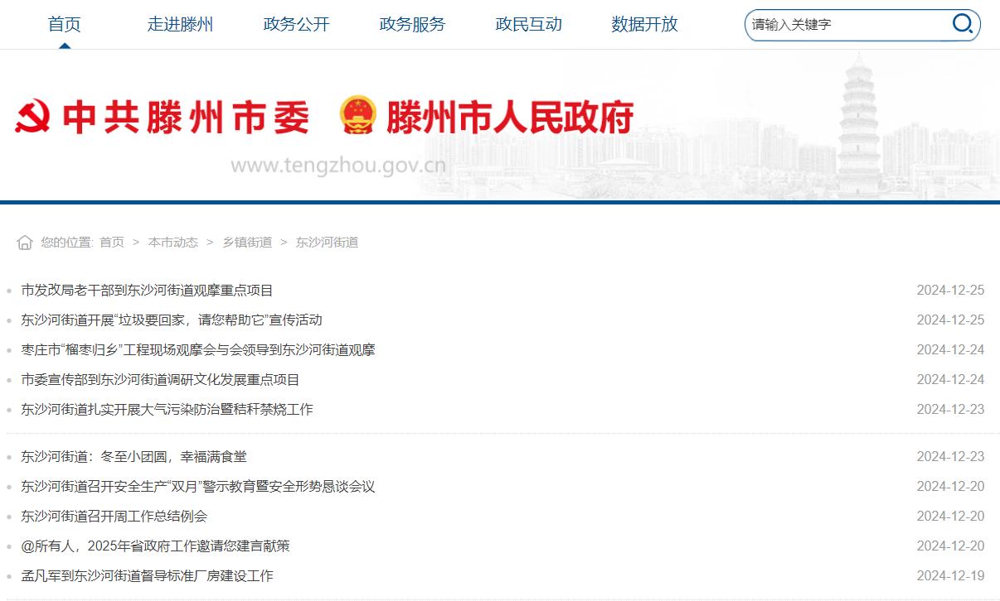 首页 走进滕州 政务公开 政务服务 政民互动 数据开放 请输入关键字
中共滕州市委 滕州市人民政府
www.tengzhou.gov.cn
您的位置: 首页 > 本市动态 > 乡镇街道 > 东沙河街道
市发改局老干部到东沙河街道观摩重点项目 2024-12-25
东沙河街道开展“垃圾要回家，请您帮助它”宣传活动 2024-12-25
枣庄市“榴枣归乡”工程现场观摩会与会领导到东沙河街道观摩 2024-12-24
市委宣传部到东沙河街道调研文化发展重点项目 2024-12-24
东沙河街道扎实开展大气污染防治暨秸秆禁烧工作 2024-12-23
东沙河街道：冬至小团圆，幸福满食堂 2024-12-23
东沙河街道召开安全生产“双月”警示教育暨安全形势恳谈会议 2024-12-20
东沙河街道召开周工作总结例会 2024-12-20
@所有人，2025年省政府工作邀请您建言献策 2024-12-20
孟凡军到东沙河街道督导标准厂房建设工作 2024-12-19